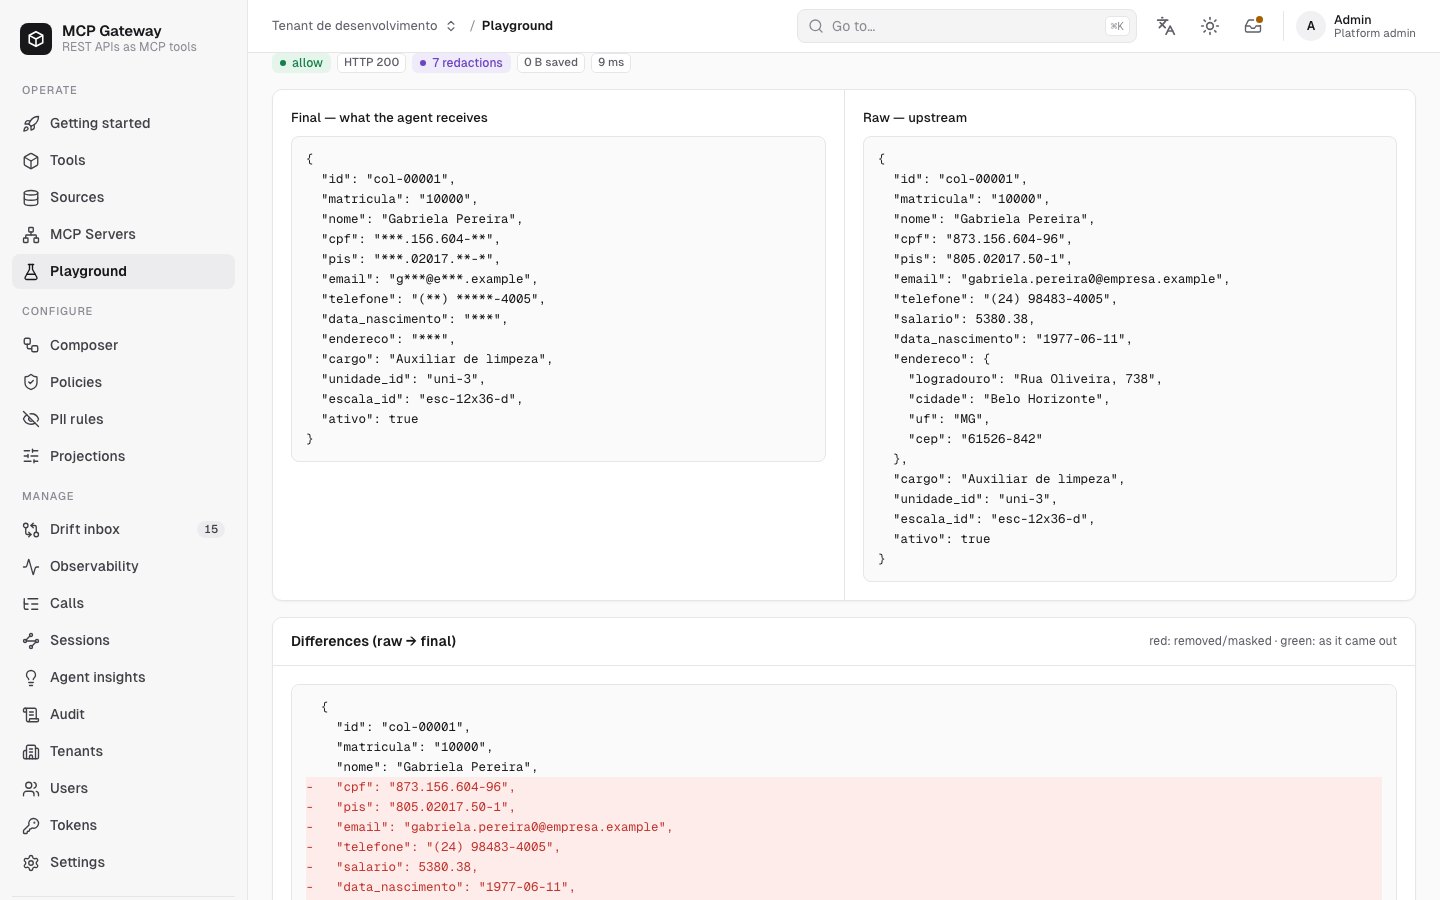 MCP Gateway
REST APIs as MCP tools
OPERATE
Getting started
Tools
Sources
MCP Servers
Playground
CONFIGURE
Composer
Policies
PII rules
Projections
MANAGE
Drift inbox 15
Observability
Calls
Sessions
Agent insights
Audit
Tenants
Users
Tokens
Settings
Tenant de desenvolvimento / Playground
Go to... ⌘K
A
Admin
Platform admin
allow HTTP 200 7 redactions 0 B saved 9 ms
Final — what the agent receives
{
  "id": "col-00001",
  "matricula": "10000",
  "nome": "Gabriela Pereira",
  "cpf": "***.156.604-**",
  "pis": "***.02017.**-*",
  "email": "g***@e***.example",
  "telefone": "(**) *****-4005",
  "data_nascimento": "***",
  "endereco": "***",
  "cargo": "Auxiliar de limpeza",
  "unidade_id": "uni-3",
  "escala_id": "esc-12x36-d",
  "ativo": true
}
Raw — upstream
{
  "id": "col-00001",
  "matricula": "10000",
  "nome": "Gabriela Pereira",
  "cpf": "873.156.604-96",
  "pis": "805.02017.50-1",
  "email": "gabriela.pereira0@empresa.example",
  "telefone": "(24) 98483-4005",
  "salario": 5380.38,
  "data_nascimento": "1977-06-11",
  "endereco": {
    "logradouro": "Rua Oliveira, 738",
    "cidade": "Belo Horizonte",
    "uf": "MG",
    "cep": "61526-842"
  },
  "cargo": "Auxiliar de limpeza",
  "unidade_id": "uni-3",
  "escala_id": "esc-12x36-d",
  "ativo": true
}
Differences (raw → final)
red: removed/masked · green: as it came out
  {
    "id": "col-00001",
    "matricula": "10000",
    "nome": "Gabriela Pereira",
-   "cpf": "873.156.604-96",
-   "pis": "805.02017.50-1",
-   "email": "gabriela.pereira0@empresa.example",
-   "telefone": "(24) 98483-4005",
-   "salario": 5380.38,
-   "data_nascimento": "1977-06-11",